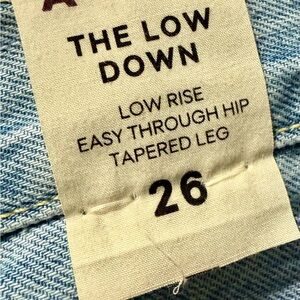 A
THE LOW
DOWN
LOW RISE
EASY THROUGH HIP
TAPERED LEG
26